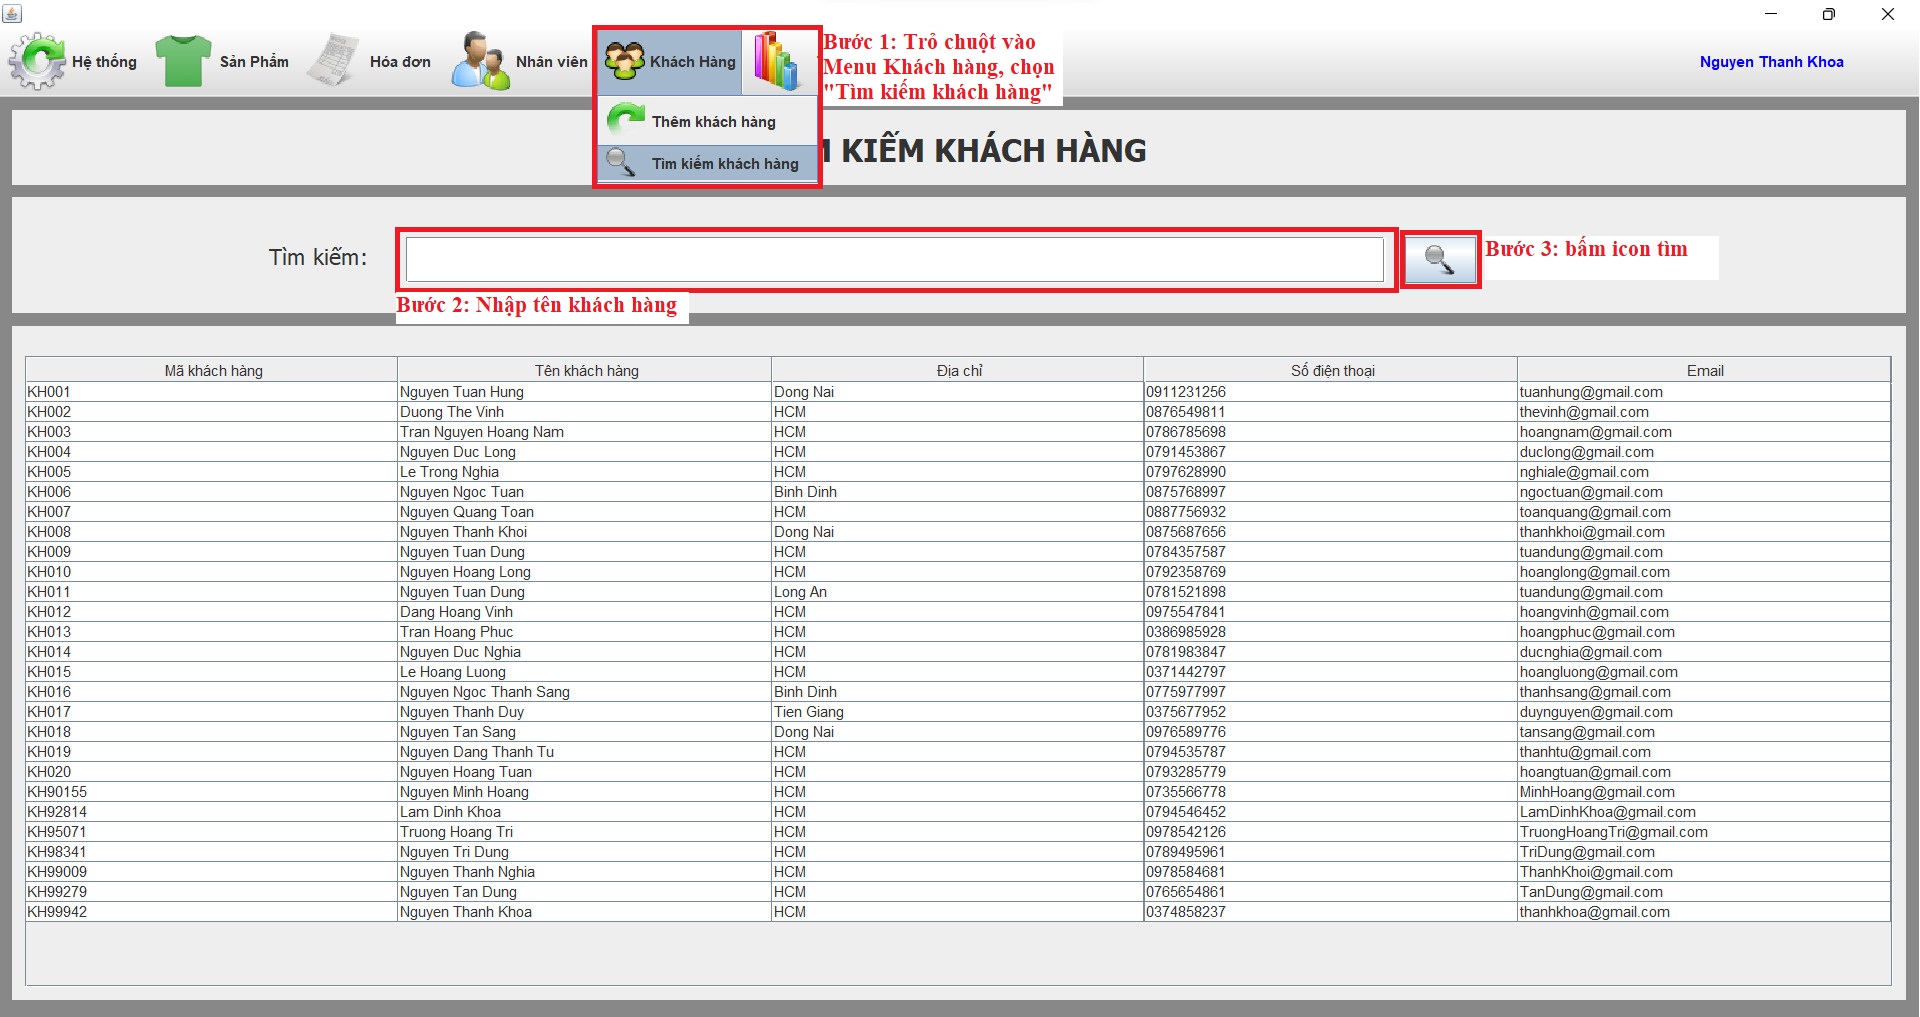 Hệ thống
Sản Phẩm
Hóa đơn
Nhân viên
Khách Hàng
Bước 1: Trỏ chuột vào
Menu Khách hàng, chọn
"Tìm kiếm khách hàng"
Nguyen Thanh Khoa
Thêm khách hàng
Tìm kiếm khách hàng
KIẾM KHÁCH HÀNG
Tìm kiếm:
Bước 3: bấm icon tìm
Bước 2: Nhập tên khách hàng
Mã khách hàng Tên khách hàng Địa chỉ Số điện thoại Email
KH001 Nguyen Tuan Hung Dong Nai 0911231256 tuanhung@gmail.com
KH002 Duong The Vinh HCM 0876549811 thevinh@gmail.com
KH003 Tran Nguyen Hoang Nam HCM 0786785698 hoangnam@gmail.com
KH004 Nguyen Duc Long HCM 0791453867 duclong@gmail.com
KH005 Le Trong Nghia HCM 0797628990 nghiale@gmail.com
KH006 Nguyen Ngoc Tuan Binh Dinh 0875768997 ngoctuan@gmail.com
KH007 Nguyen Quang Toan HCM 0887756932 toanquang@gmail.com
KH008 Nguyen Thanh Khoi Dong Nai 0875687656 thanhkhoi@gmail.com
KH009 Nguyen Tuan Dung HCM 0784357587 tuandung@gmail.com
KH010 Nguyen Hoang Long HCM 0792358769 hoanglong@gmail.com
KH011 Nguyen Tuan Dung Long An 0781521898 tuandung@gmail.com
KH012 Dang Hoang Vinh HCM 0975547841 hoangvinh@gmail.com
KH013 Tran Hoang Phuc HCM 0386985928 hoangphuc@gmail.com
KH014 Nguyen Duc Nghia HCM 0781983847 ducnghia@gmail.com
KH015 Le Hoang Luong HCM 0371442797 hoangluong@gmail.com
KH016 Nguyen Ngoc Thanh Sang Binh Dinh 0775977997 thanhsang@gmail.com
KH017 Nguyen Thanh Duy Tien Giang 0375677952 duynguyen@gmail.com
KH018 Nguyen Tan Sang Dong Nai 0976589776 tansang@gmail.com
KH019 Nguyen Dang Thanh Tu HCM 0794535787 thanhtu@gmail.com
KH020 Nguyen Hoang Tuan HCM 0793285779 hoangtuan@gmail.com
KH90155 Nguyen Minh Hoang HCM 0735566778 MinhHoang@gmail.com
KH92814 Lam Dinh Khoa HCM 0794546452 LamDinhKhoa@gmail.com
KH95071 Truong Hoang Tri HCM 0978542126 TruongHoangTri@gmail.com
KH98341 Nguyen Tri Dung HCM 0789495961 TriDung@gmail.com
KH99009 Nguyen Thanh Nghia HCM 0978584681 ThanhKhoi@gmail.com
KH99279 Nguyen Tan Dung HCM 0765654861 TanDung@gmail.com
KH99942 Nguyen Thanh Khoa HCM 0374858237 thanhkhoa@gmail.com